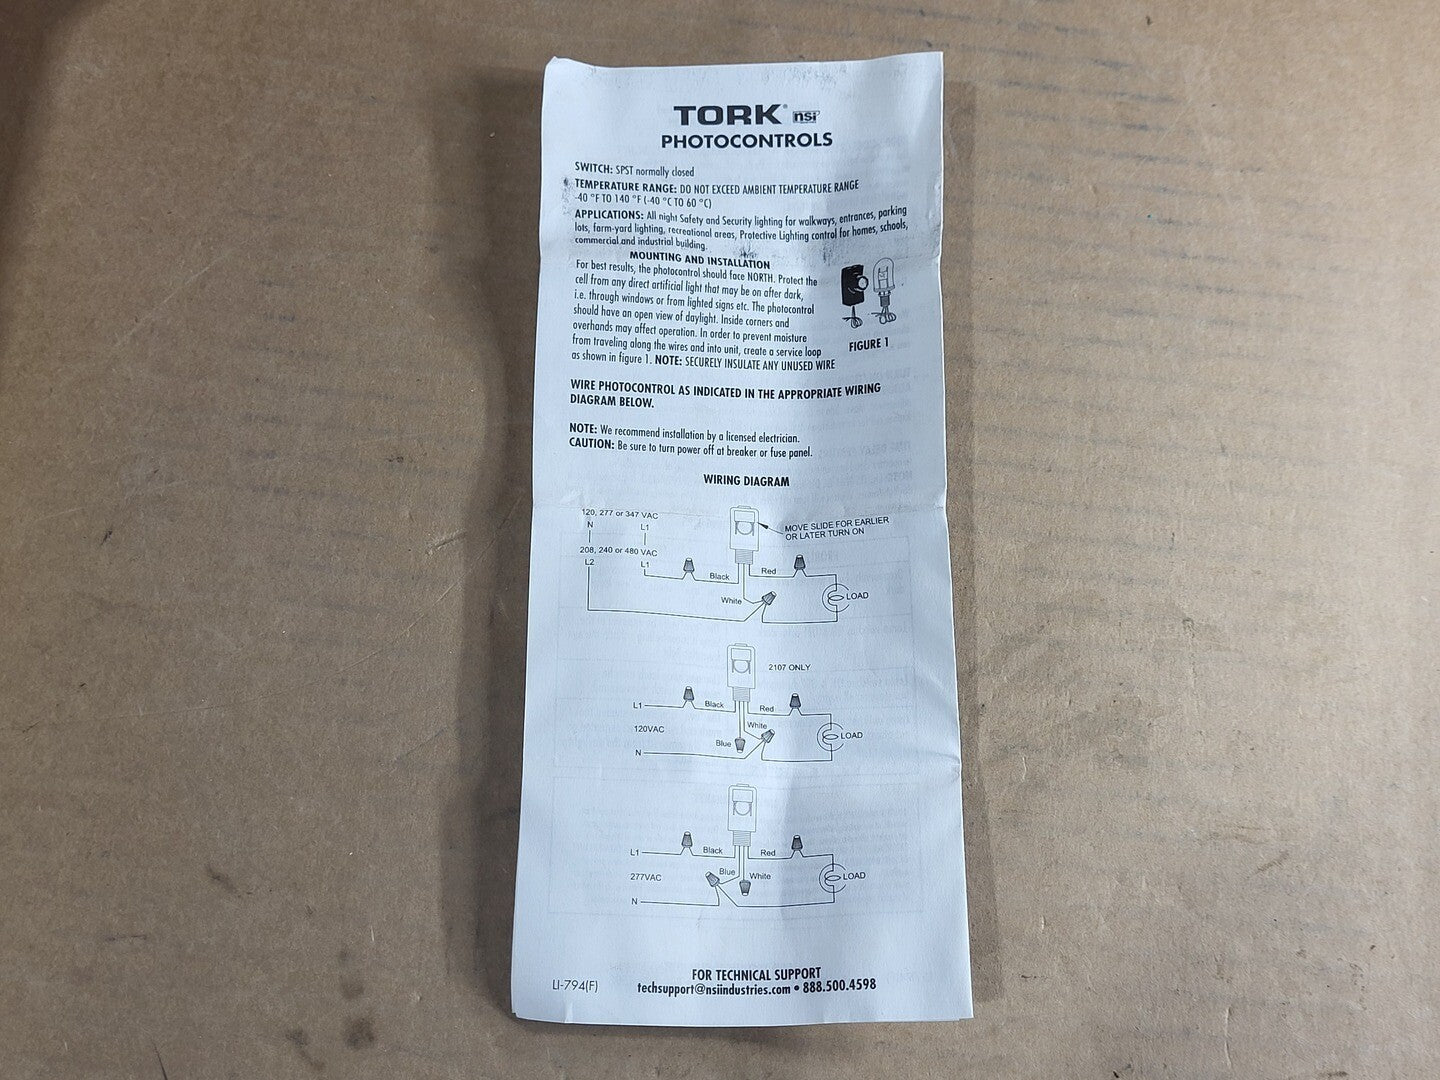 TORK® nsi
PHOTOCONTROLS
SWITCH: SPST normally closed
TEMPERATURE RANGE: DO NOT EXCEED AMBIENT TEMPERATURE RANGE
-40 °F TO 140 °F (-40 °C TO 60 °C)
APPLICATIONS: All night Safety and Security lighting for walkways, entrances, parking
lots, farm-yard lighting, recreational areas, Protective Lighting control for homes, schools,
commercial and industrial building.
MOUNTING AND INSTALLATION
For best results, the photocontrol should face NORTH. Protect the
cell from any direct artificial light that may be on after dark,
i.e. through windows or from lighted signs etc. The photocontrol
should have an open view of daylight. Inside corners and
overhands may affect operation. In order to prevent moisture
from traveling along the wires and into unit, create a service loop
as shown in figure 1. NOTE: SECURELY INSULATE ANY UNUSED WIRE
FIGURE 1
WIRE PHOTOCONTROL AS INDICATED IN THE APPROPRIATE WIRING
DIAGRAM BELOW.
NOTE: We recommend installation by a licensed electrician.
CAUTION: Be sure to turn power off at breaker or fuse panel.
WIRING DIAGRAM
120, 277 or 347 VAC
N L1
208, 240 or 480 VAC
L2 L1
MOVE SLIDE FOR EARLIER
OR LATER TURN ON
Black Red
White
LOAD
2107 ONLY
L1 Black Red
120VAC
White
Blue
LOAD
N
L1 Black Red
277VAC
Blue White
LOAD
N
FOR TECHNICAL SUPPORT
LI-794(F) techsupport@nsiindustries.com • 888.500.4598